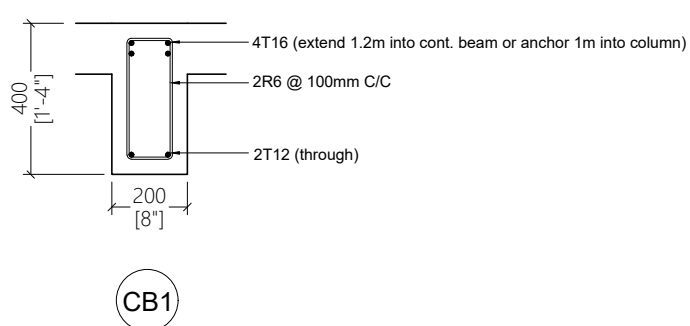 4T16 (extend 1.2m into cont. beam or anchor 1m into column)
2R6 @ 100mm C/C
400
[1'-4"]
2T12 (through)
200
[8"]
CB1